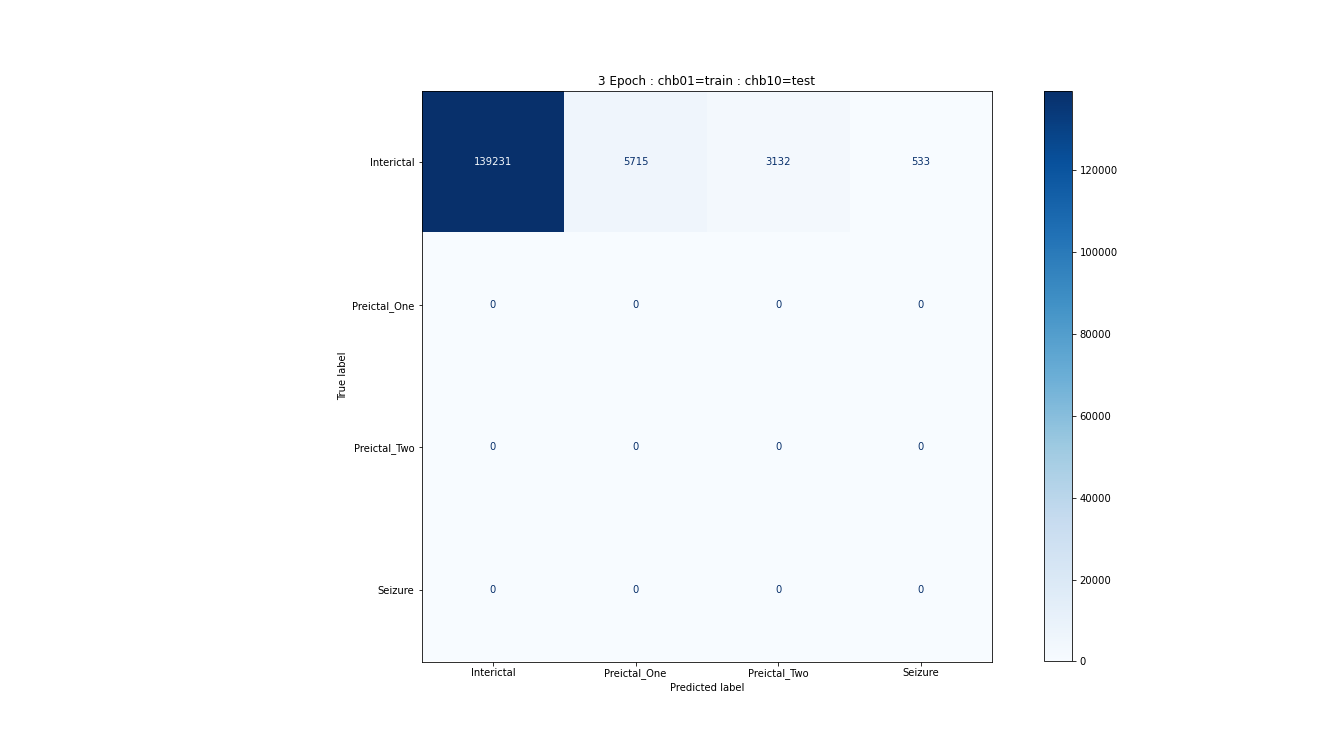 3 Epoch : chb01=train : chb10=test
Interictal 139231 5715 3132 533
Preictal_One 0 0 0 0
Preictal_Two 0 0 0 0
Seizure 0 0 0 0
True label
Interictal Preictal_One Preictal_Two Seizure
Predicted label
120000
100000
80000
60000
40000
20000
0